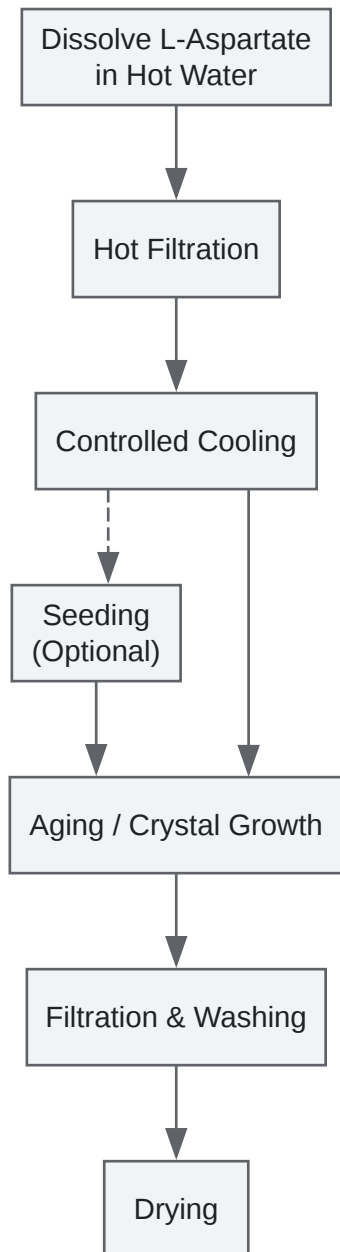 Dissolve L-Aspartate
in Hot Water
Hot Filtration
Controlled Cooling
Seeding
(Optional)
Aging / Crystal Growth
Filtration & Washing
Drying